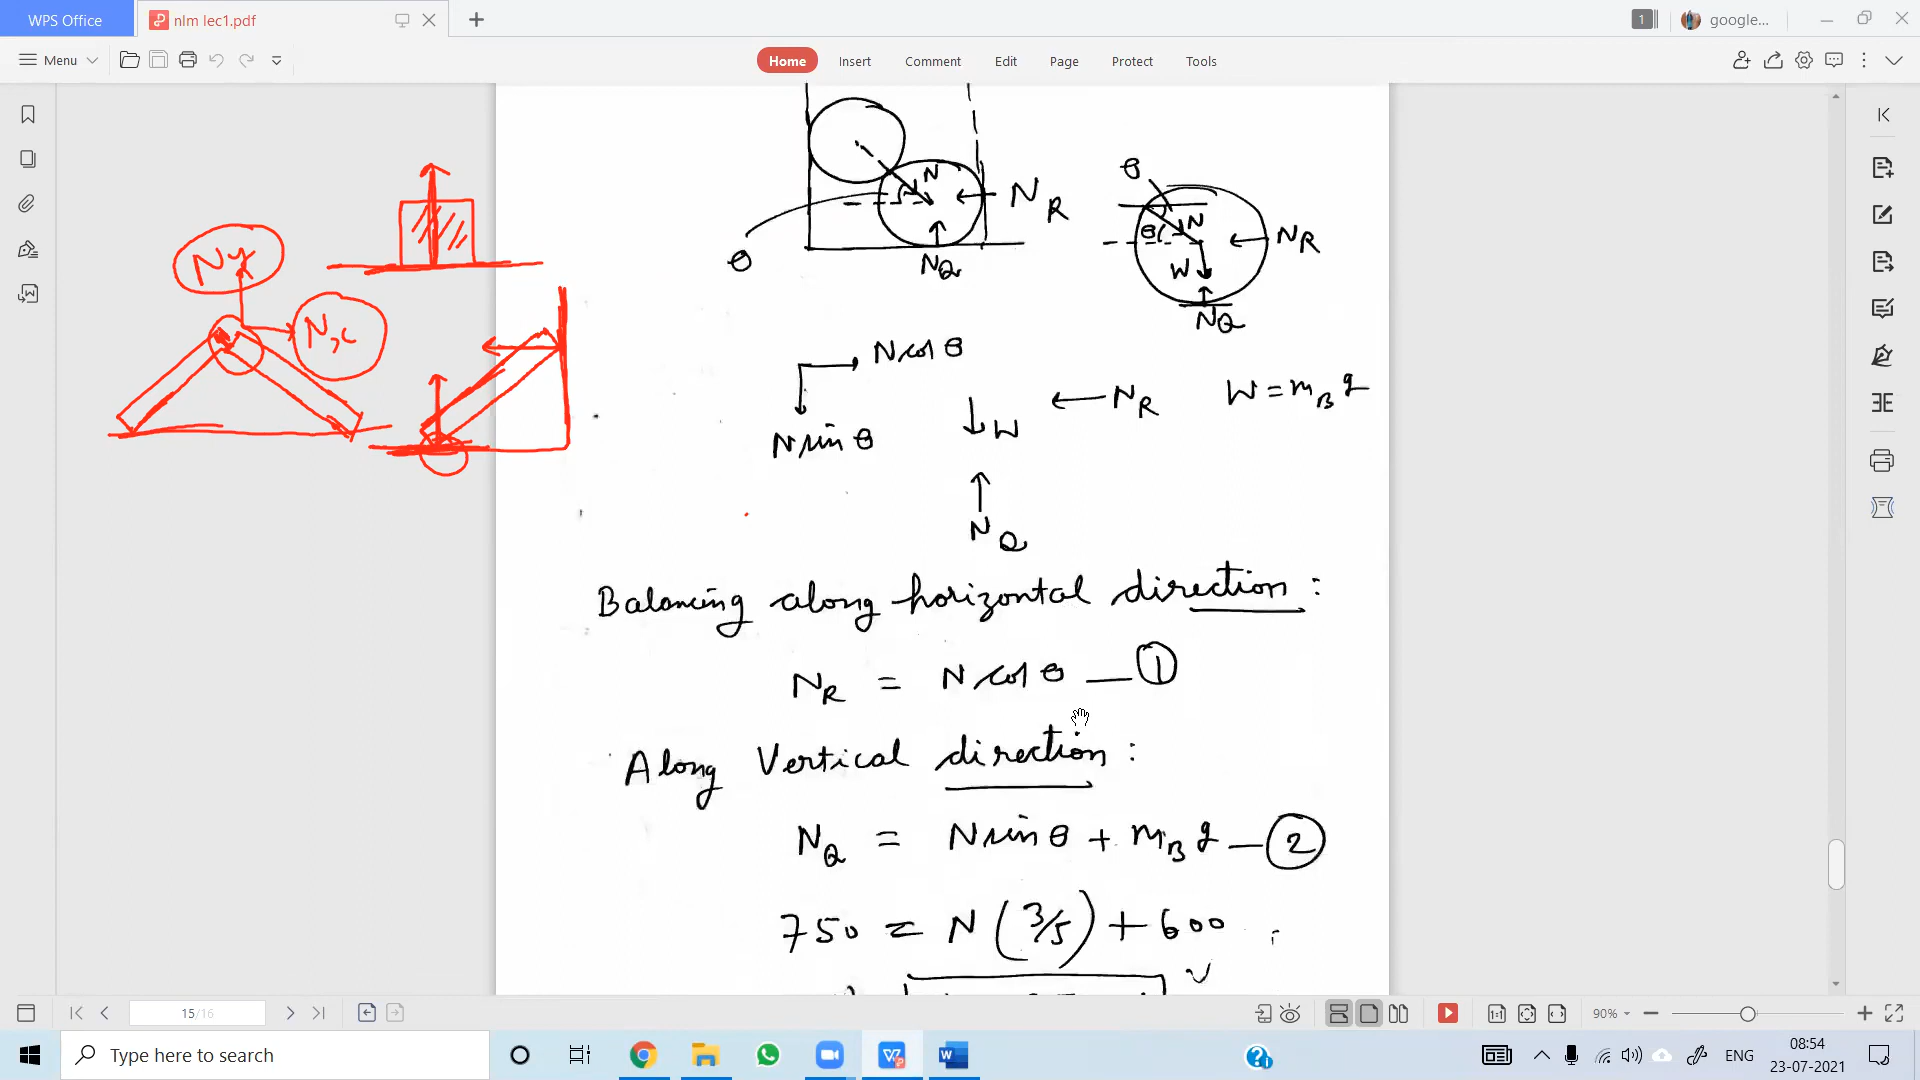 WPS Office
nlm lec1.pdf
1
google...
Menu
Home
Insert
Comment
Edit
Page
Protect
Tools
N
N_R
θ
N_Q
θ
θ
N
N_R
W
N_Q
N_y
N_x
N cos θ
N sin θ
W
N_R
W = m_B g
N_Q
Balancing along horizontal direction :
N_R = N cos θ — 1
Along Vertical direction :
N_Q = N sin θ + m_B g — 2
750 = N (3/5) + 600
15/16
90%
Type here to search
ENG
08:54
23-07-2021